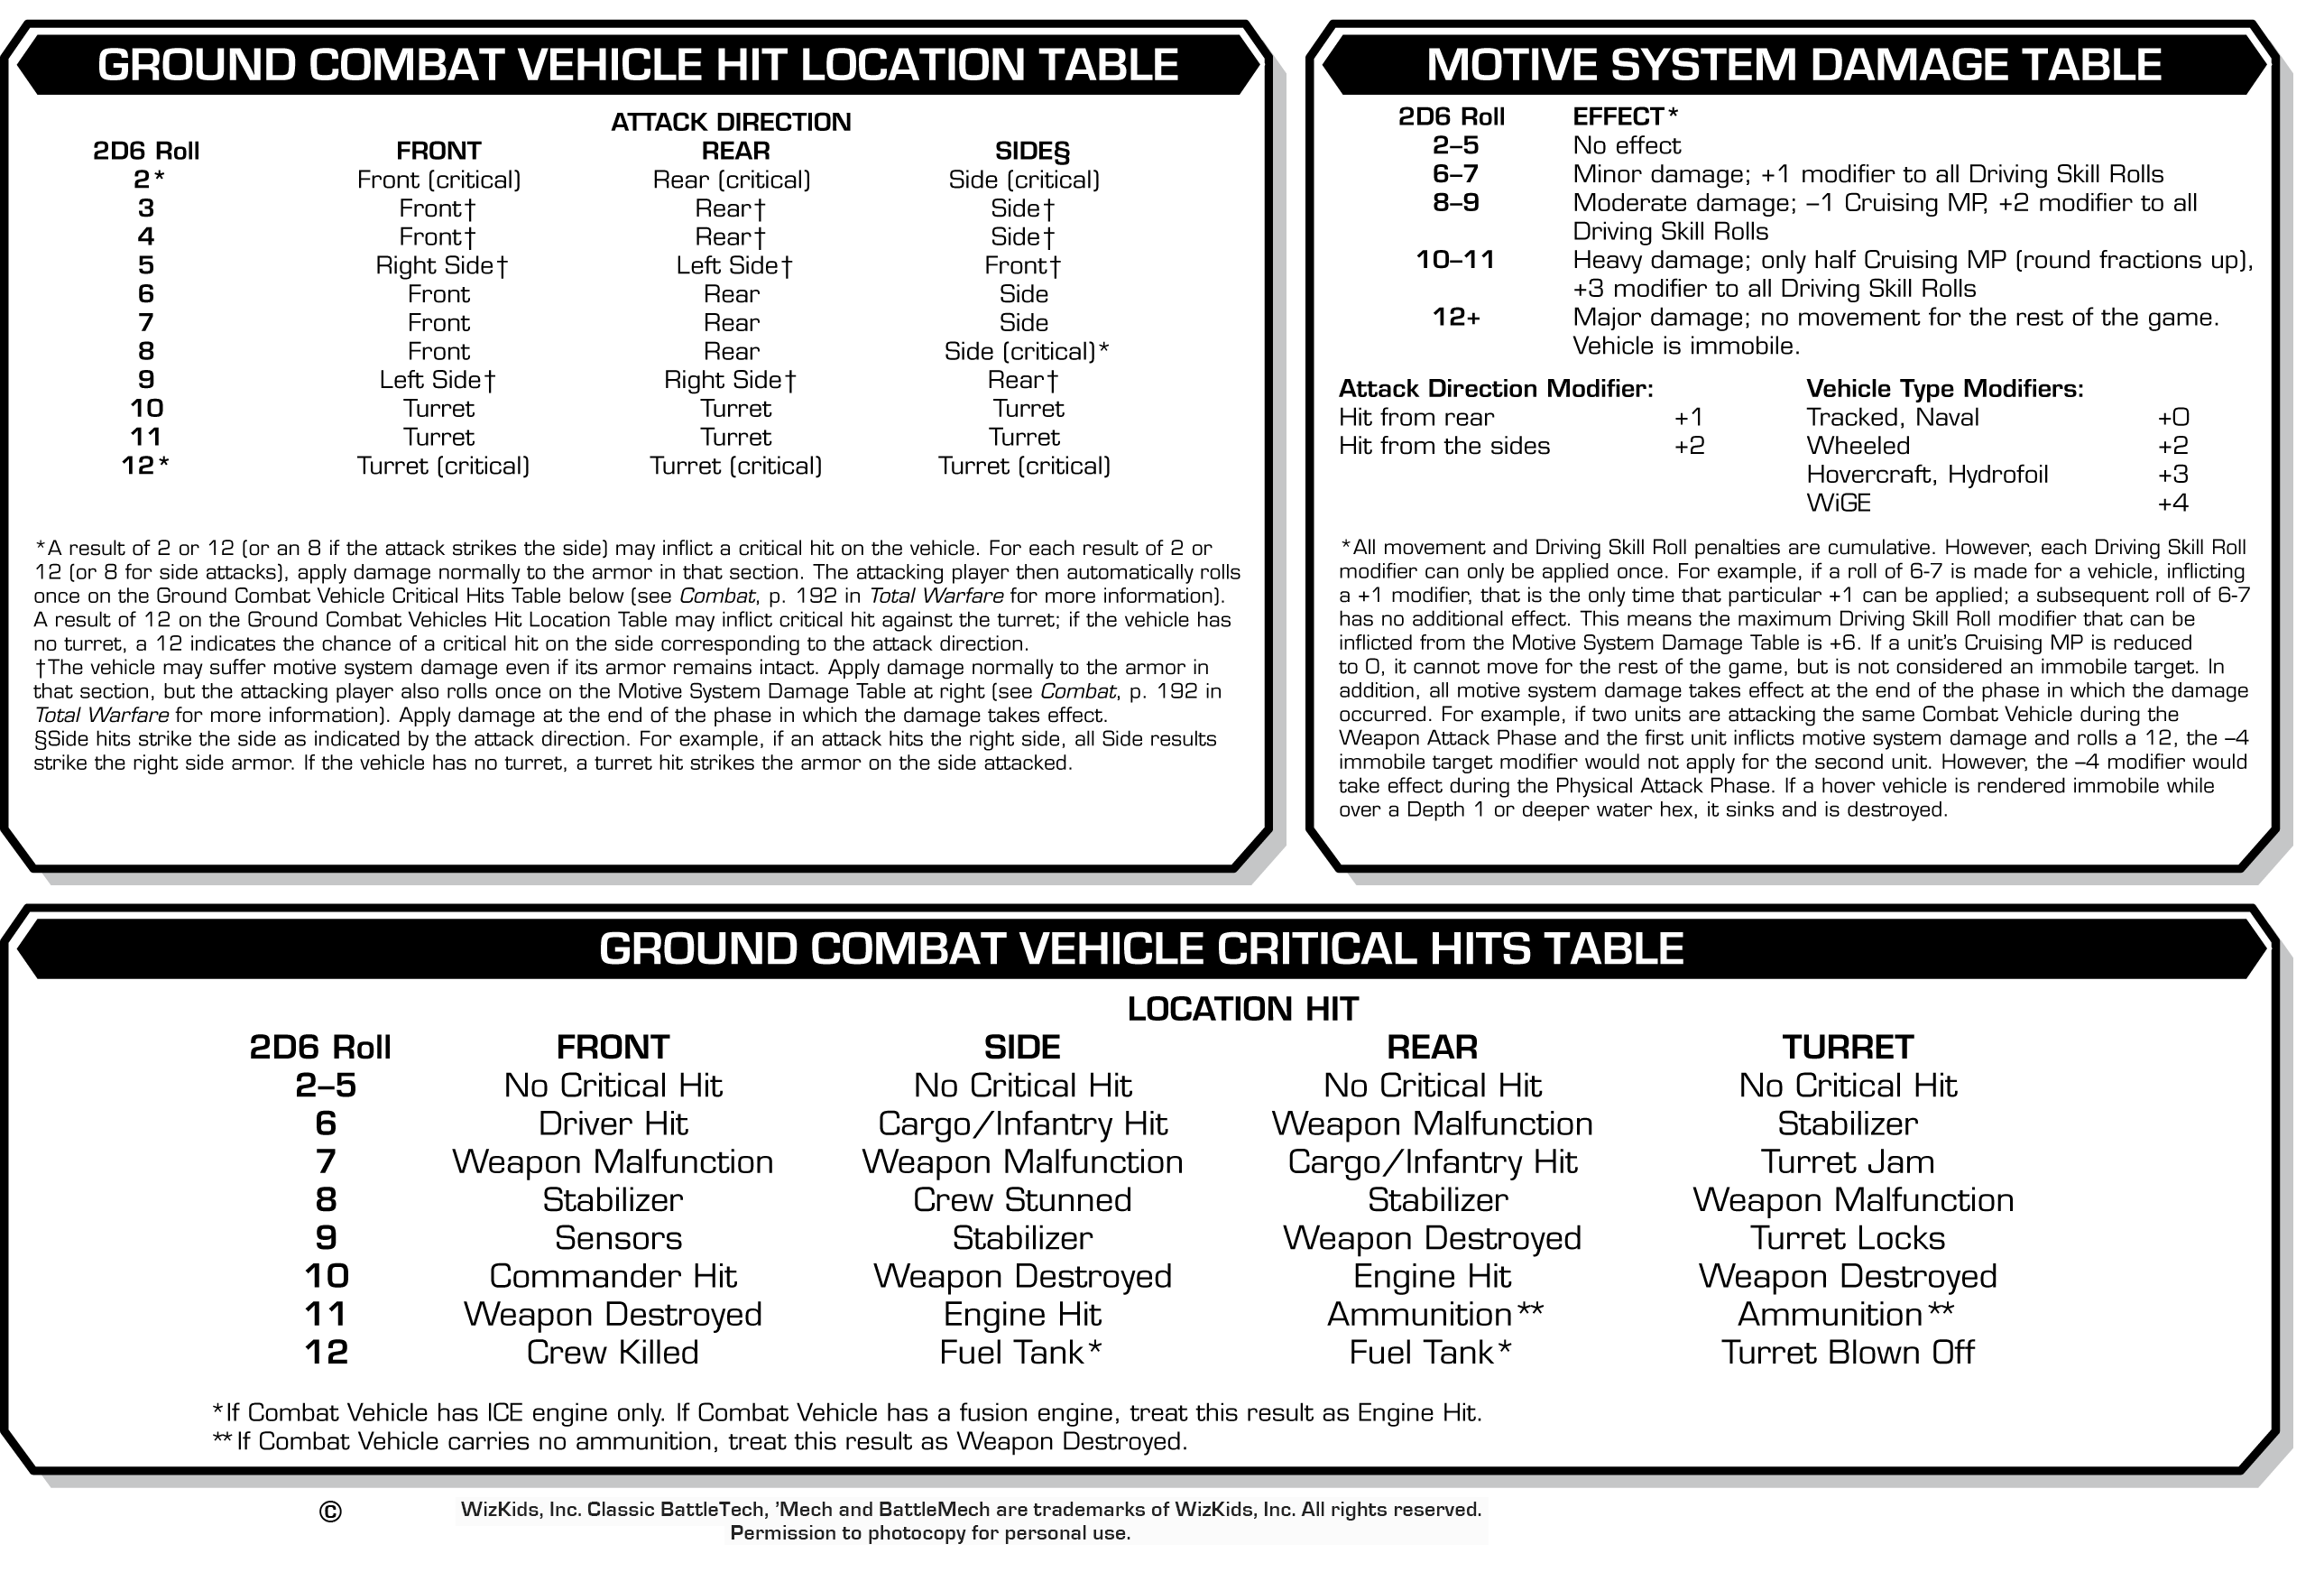 GROUND COMBAT VEHICLE HIT LOCATION TABLE
ATTACK DIRECTION
2D6 Roll FRONT REAR SIDE§
2* Front (critical) Rear (critical) Side (critical)
3 Front† Rear† Side†
4 Front† Rear† Side†
5 Right Side† Left Side† Front†
6 Front Rear Side
7 Front Rear Side
8 Front Rear Side (critical)*
9 Left Side† Right Side† Rear†
10 Turret Turret Turret
11 Turret Turret Turret
12* Turret (critical) Turret (critical) Turret (critical)
*A result of 2 or 12 (or an 8 if the attack strikes the side) may inflict a critical hit on the vehicle. For each result of 2 or
12 (or 8 for side attacks), apply damage normally to the armor in that section. The attacking player then automatically rolls
once on the Ground Combat Vehicle Critical Hits Table below (see Combat, p. 192 in Total Warfare for more information).
A result of 12 on the Ground Combat Vehicles Hit Location Table may inflict critical hit against the turret; if the vehicle has
no turret, a 12 indicates the chance of a critical hit on the side corresponding to the attack direction.
†The vehicle may suffer motive system damage even if its armor remains intact. Apply damage normally to the armor in
that section, but the attacking player also rolls once on the Motive System Damage Table at right (see Combat, p. 192 in
Total Warfare for more information). Apply damage at the end of the phase in which the damage takes effect.
§Side hits strike the side as indicated by the attack direction. For example, if an attack hits the right side, all Side results
strike the right side armor. If the vehicle has no turret, a turret hit strikes the armor on the side attacked.
MOTIVE SYSTEM DAMAGE TABLE
2D6 Roll EFFECT*
2–5 No effect
6–7 Minor damage; +1 modifier to all Driving Skill Rolls
8–9 Moderate damage; –1 Cruising MP, +2 modifier to all
Driving Skill Rolls
10–11 Heavy damage; only half Cruising MP (round fractions up),
+3 modifier to all Driving Skill Rolls
12+ Major damage; no movement for the rest of the game.
Vehicle is immobile.
Attack Direction Modifier: Vehicle Type Modifiers:
Hit from rear +1 Tracked, Naval +0
Hit from the sides +2 Wheeled +2
Hovercraft, Hydrofoil +3
WiGE +4
*All movement and Driving Skill Roll penalties are cumulative. However, each Driving Skill Roll
modifier can only be applied once. For example, if a roll of 6-7 is made for a vehicle, inflicting
a +1 modifier, that is the only time that particular +1 can be applied; a subsequent roll of 6-7
has no additional effect. This means the maximum Driving Skill Roll modifier that can be
inflicted from the Motive System Damage Table is +6. If a unit's Cruising MP is reduced
to 0, it cannot move for the rest of the game, but is not considered an immobile target. In
addition, all motive system damage takes effect at the end of the phase in which the damage
occurred. For example, if two units are attacking the same Combat Vehicle during the
Weapon Attack Phase and the first unit inflicts motive system damage and rolls a 12, the –4
immobile target modifier would not apply for the second unit. However, the –4 modifier would
take effect during the Physical Attack Phase. If a hover vehicle is rendered immobile while
over a Depth 1 or deeper water hex, it sinks and is destroyed.
GROUND COMBAT VEHICLE CRITICAL HITS TABLE
LOCATION HIT
2D6 Roll FRONT SIDE REAR TURRET
2–5 No Critical Hit No Critical Hit No Critical Hit No Critical Hit
6 Driver Hit Cargo/Infantry Hit Weapon Malfunction Stabilizer
7 Weapon Malfunction Weapon Malfunction Cargo/Infantry Hit Turret Jam
8 Stabilizer Crew Stunned Stabilizer Weapon Malfunction
9 Sensors Stabilizer Weapon Destroyed Turret Locks
10 Commander Hit Weapon Destroyed Engine Hit Weapon Destroyed
11 Weapon Destroyed Engine Hit Ammunition** Ammunition**
12 Crew Killed Fuel Tank* Fuel Tank* Turret Blown Off
*If Combat Vehicle has ICE engine only. If Combat Vehicle has a fusion engine, treat this result as Engine Hit.
**If Combat Vehicle carries no ammunition, treat this result as Weapon Destroyed.
© WizKids, Inc. Classic BattleTech, 'Mech and BattleMech are trademarks of WizKids, Inc. All rights reserved.
Permission to photocopy for personal use.